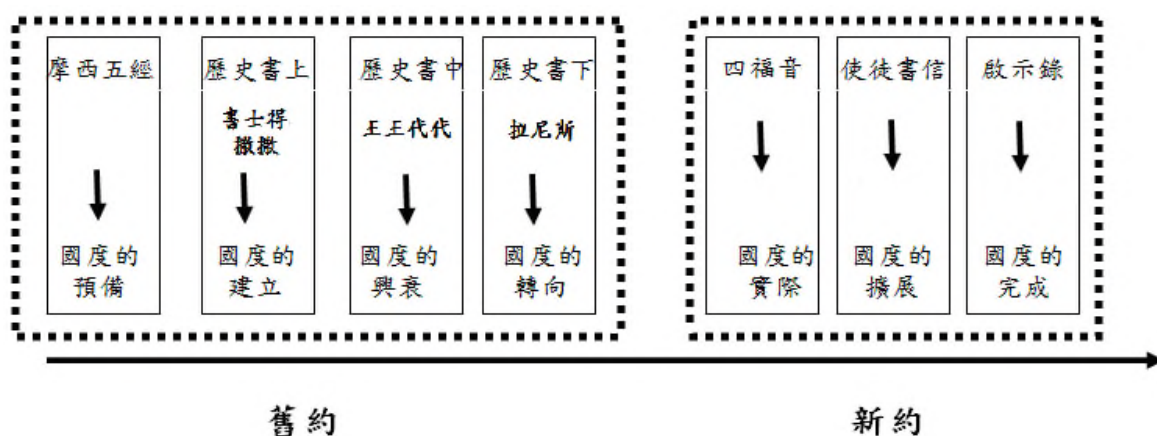 摩西五經
國度的
預備
歷史書上
書士得
撒撒
國度的
建立
歷史書中
王王代代
國度的
興衰
歷史書下
拉尼斯
國度的
轉向
四福音
國度的
實際
使徒書信
國度的
擴展
啟示錄
國度的
完成
舊約
新約